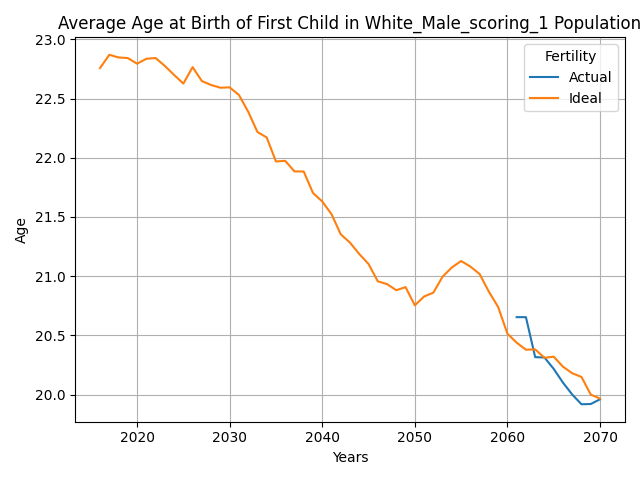 Average Age at Birth of First Child in White_Male_scoring_1 Population
23.0
22.5
22.0
21.5
21.0
20.5
20.0
Age
Fertility
Actual
Ideal
2020 2030 2040 2050 2060 2070
Years